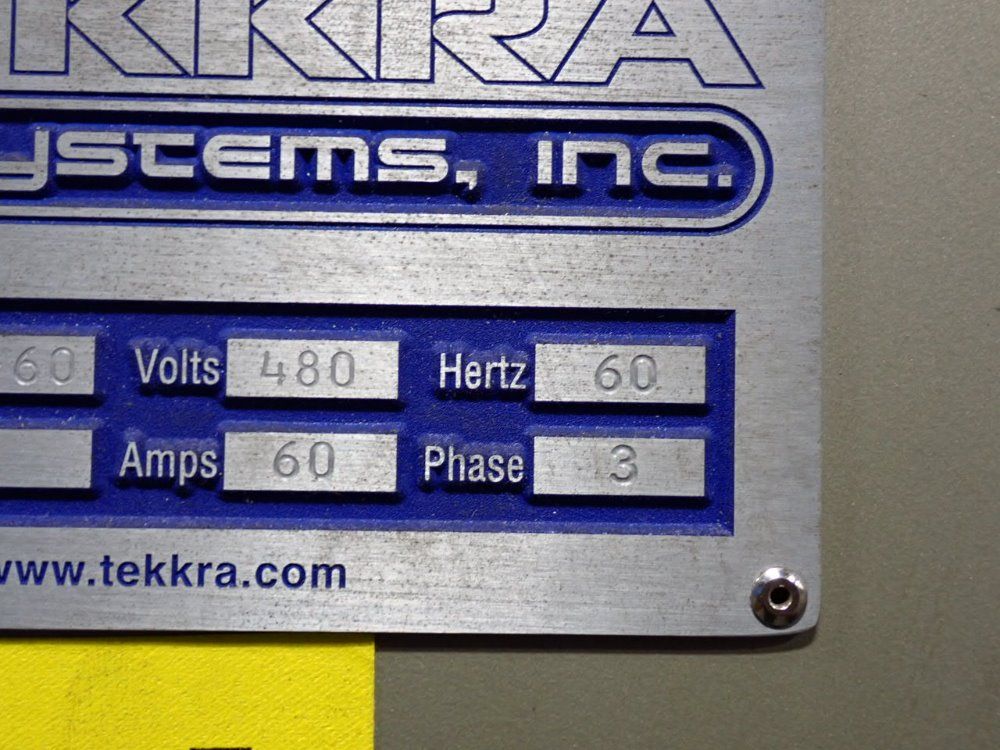 KKRA
ystems, inc.
60 Volts 480 Hertz 60
Amps 60 Phase 3
www.tekkra.com